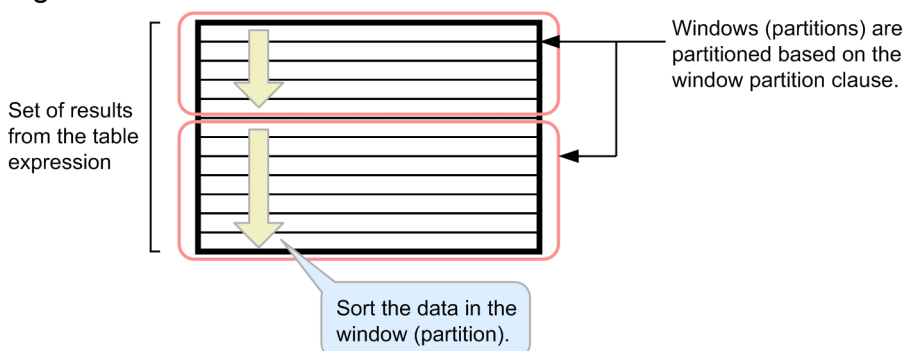 Windows (partitions) are
partitioned based on the
window partition clause.
Set of results
from the table
expression
Sort the data in the
window (partition).